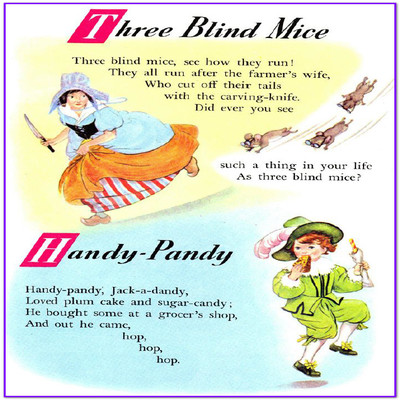 Three Blind Mice
Three blind mice, see how they run!
They all run after the farmer's wife,
Who cut off their tails
with the carving-knife.
Did ever you see
such a thing in your life
As three blind mice?
Handy-Pandy
Handy-pandy, Jack-a-dandy,
Loved plum cake and sugar-candy;
He bought some at a grocer's shop,
And out he came,
hop,
hop,
hop.